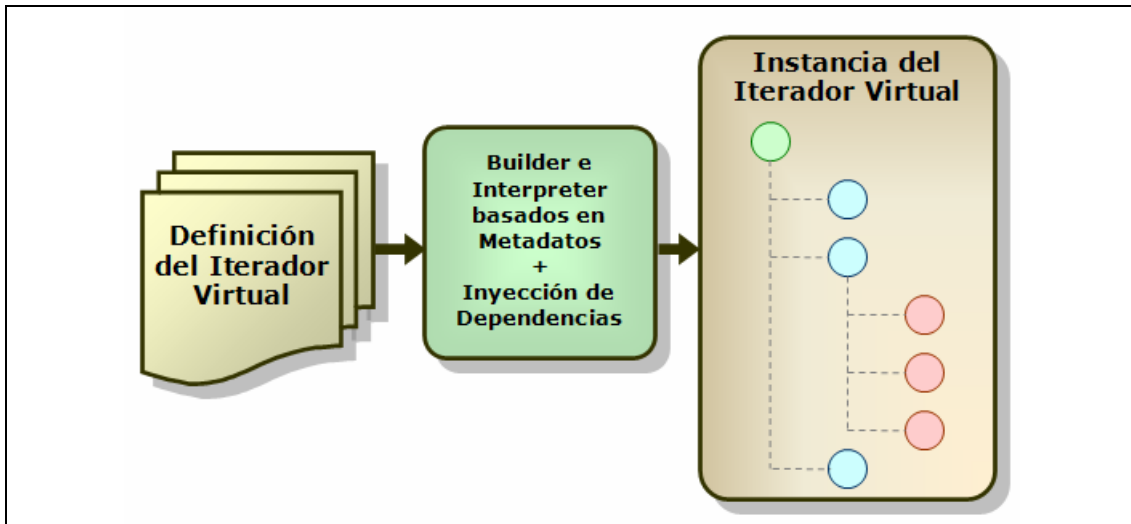 Definición
del Iterador
Virtual
Builder e
Interpreter
basados en
Metadatos
+
Inyección de
Dependencias
Instancia del
Iterador Virtual